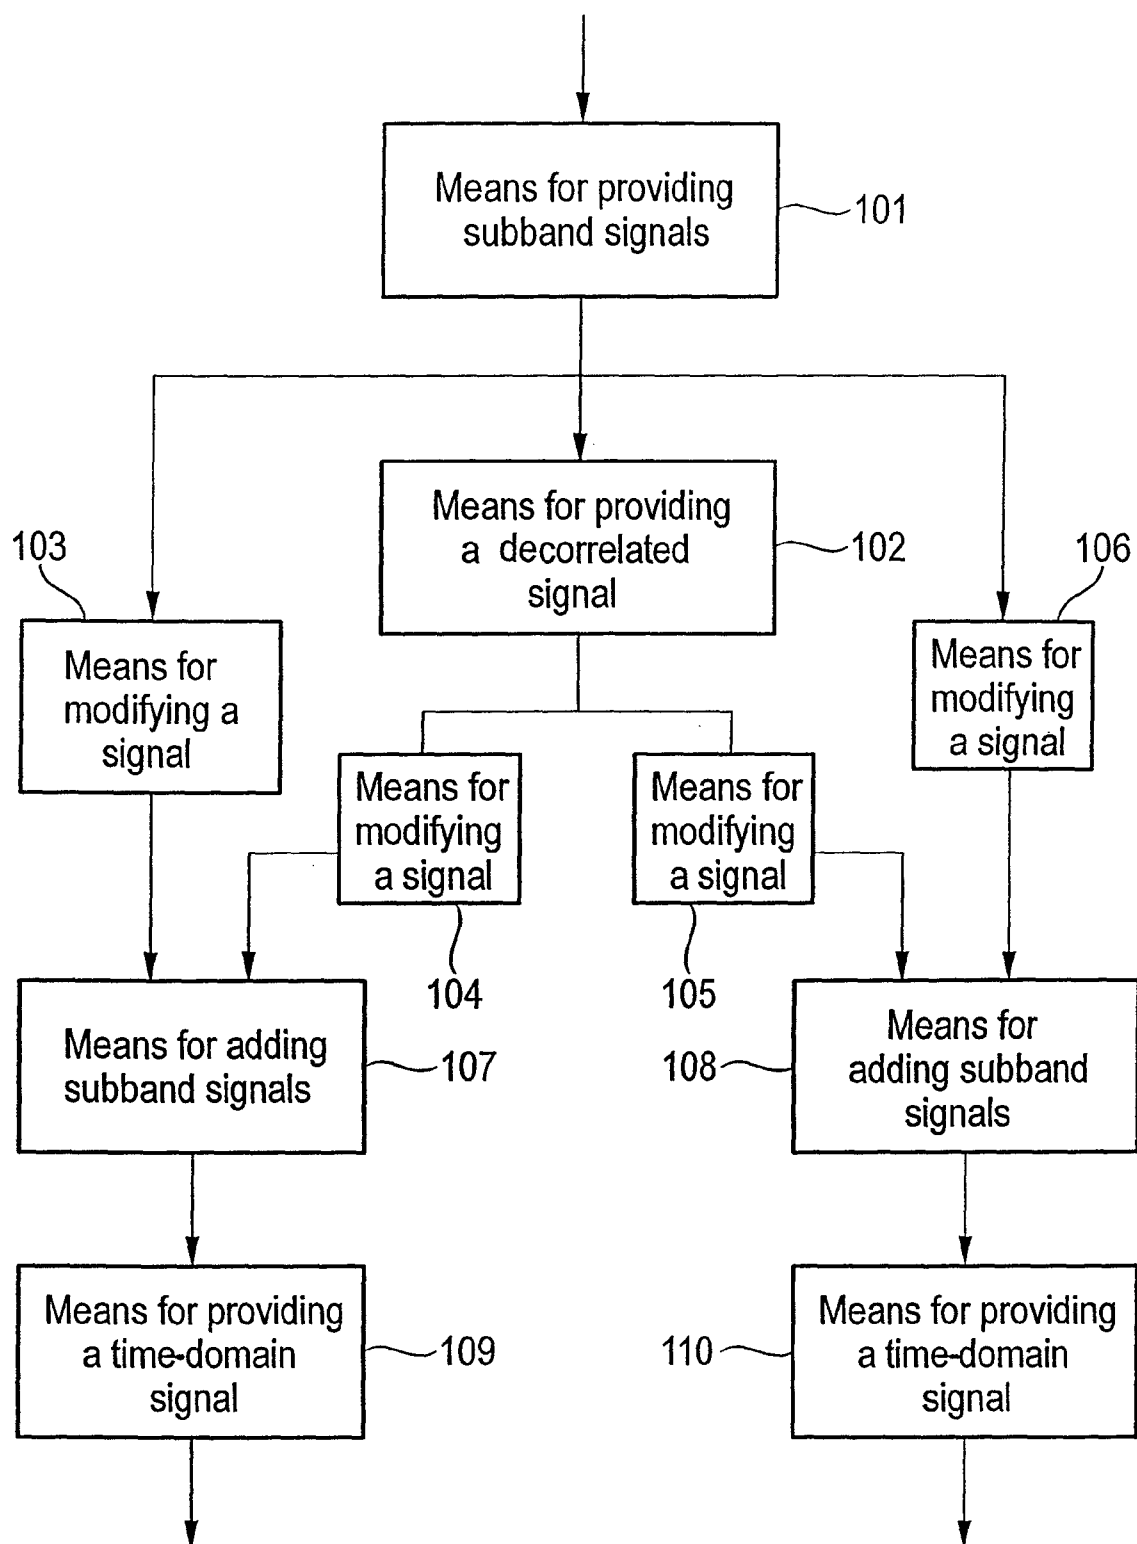 Means for providing
subband signals
101
Means for providing
a decorrelated
signal
102
103
106
Means for
modifying a
signal
Means for
modifying
a signal
Means for
modifying
a signal
Means for
modifying
a signal
104
105
Means for adding
subband signals
107
108
Means for
adding subband
signals
Means for providing
a time-domain
signal
109
110
Means for providing
a time-domain
signal